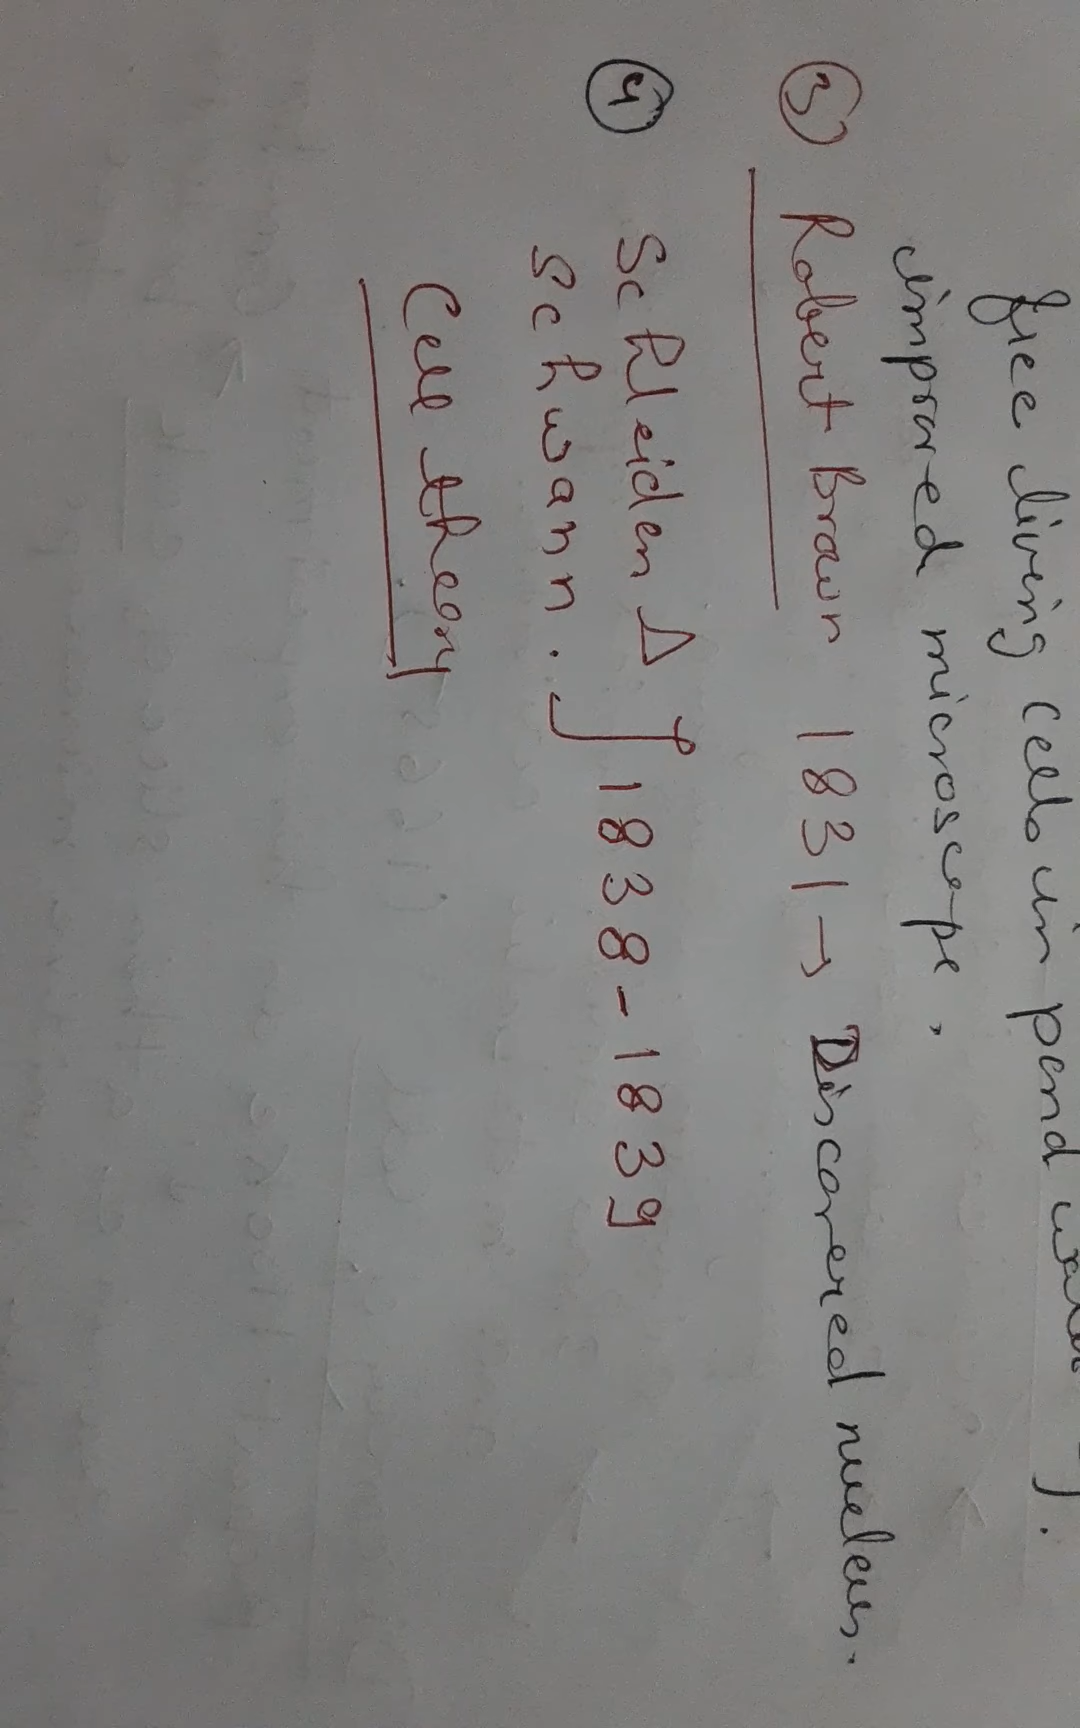 free living cells in pond water
improved microscope.
③ Robert Brown 1831 → Discovered nucleus.
④ Schleiden &
Schwann. } 1838-1839
Cell theory